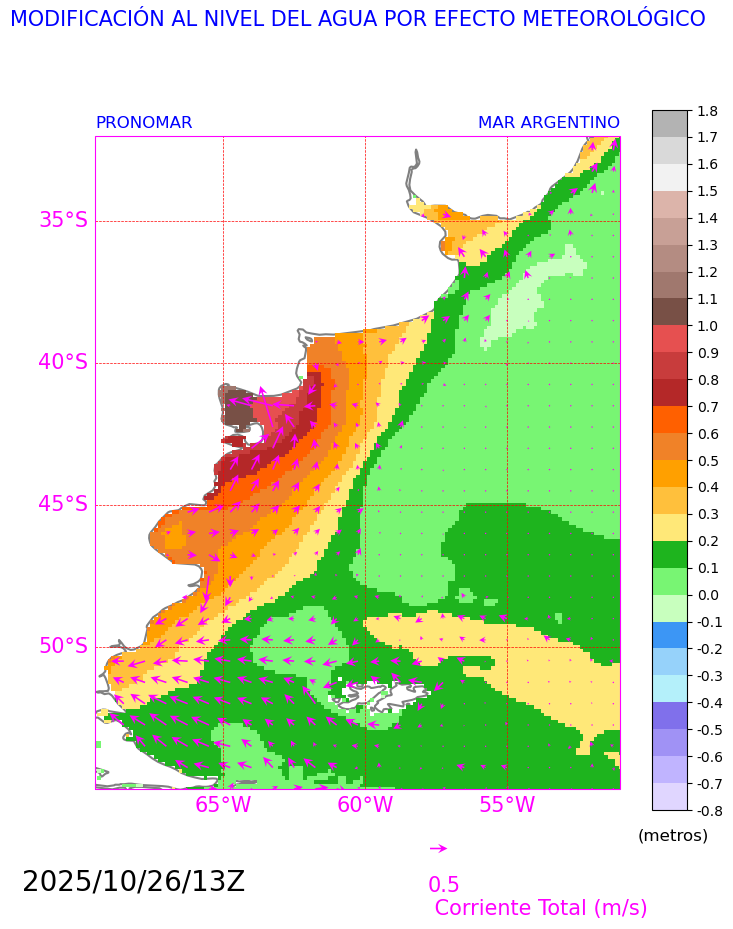 MODIFICACIÓN AL NIVEL DEL AGUA POR EFECTO METEOROLÓGICO
PRONOMAR MAR ARGENTINO
35°S
40°S
45°S
50°S
65°W 60°W 55°W
1.8
1.7
1.6
1.5
1.4
1.3
1.2
1.1
1.0
0.9
0.8
0.7
0.6
0.5
0.4
0.3
0.2
0.1
0.0
-0.1
-0.2
-0.3
-0.4
-0.5
-0.6
-0.7
-0.8
(metros)
2025/10/26/13Z
0.5
Corriente Total (m/s)